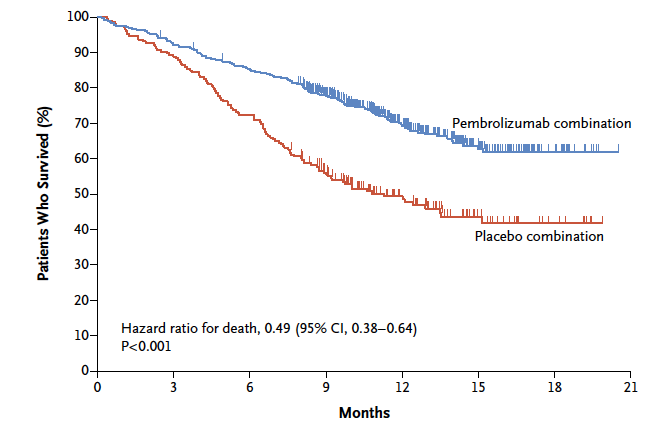 Patients Who Survived (%)
100
90
80
70
60
50
40
30
20
10
0
Pembrolizumab combination
Placebo combination
Hazard ratio for death, 0.49 (95% CI, 0.38–0.64)
P<0.001
0 3 6 9 12 15 18 21
Months